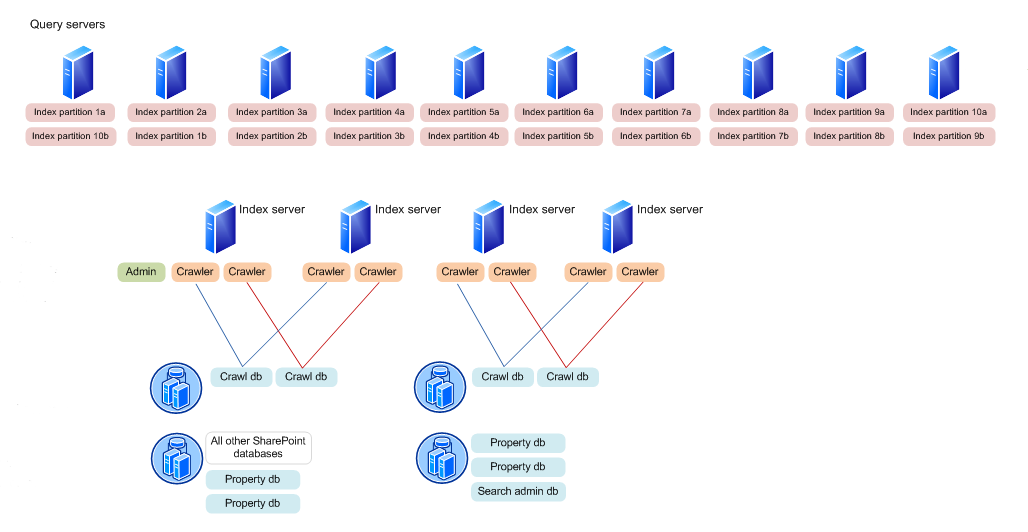 Query servers
Index partition 1a
Index partition 2a
Index partition 3a
Index partition 4a
Index partition 5a
Index partition 6a
Index partition 7a
Index partition 8a
Index partition 9a
Index partition 10a
Index partition 10b
Index partition 1b
Index partition 2b
Index partition 3b
Index partition 4b
Index partition 5b
Index partition 6b
Index partition 7b
Index partition 8b
Index partition 9b
Index server
Index server
Index server
Index server
Admin
Crawler
Crawler
Crawler
Crawler
Crawler
Crawler
Crawler
Crawler
Crawl db
Crawl db
Crawl db
Crawl db
All other SharePoint
databases
Property db
Property db
Property db
Property db
Search admin db